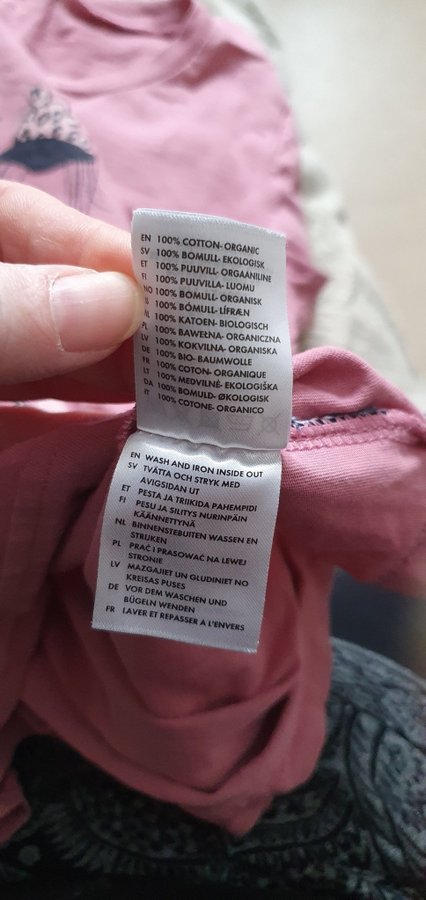 EN 100% COTTON- ORGANIC
SV 100% BOMULL- EKOLOGISK
ET 100% PUUVILL- ORGAANILINE
FI 100% PUUVILLA- LUOMU
NO 100% BOMULL- ORGANISK
IS 100% BÓMULL- LÍFRÆN
NL 100% KATOEN- BIOLOGISCH
PL 100% BAWEŁNA- ORGANICZNA
LV 100% KOKVILNA- ORGANISKA
DE 100% BIO- BAUMWOLLE
FR 100% COTON- ORGANIQUE
LT 100% MEDVILNĖ- EKOLOGIŠKA
DA 100% BOMULD- ØKOLOGISK
IT 100% COTONE- ORGANICO
EN WASH AND IRON INSIDE OUT
SV TVÄTTA OCH STRYK MED
AVIGSIDAN UT
ET PESTA JA TRIIKIDA PAHEMPIDI
FI PESU JA SILITYS NURINPÄIN
KÄÄNNETTYNÄ
NL BINNENSTEBUITEN WASSEN EN
STRIJKEN
PL PRAĆ I PRASOWAĆ NA LEWEJ
STRONIE
LV MAZGAJIET UN GLUDINIET NO
KREISAS PUSES
DE VOR DEM WASCHEN UND
BÜGELN WENDEN
FR LAVER ET REPASSER A L'ENVERS